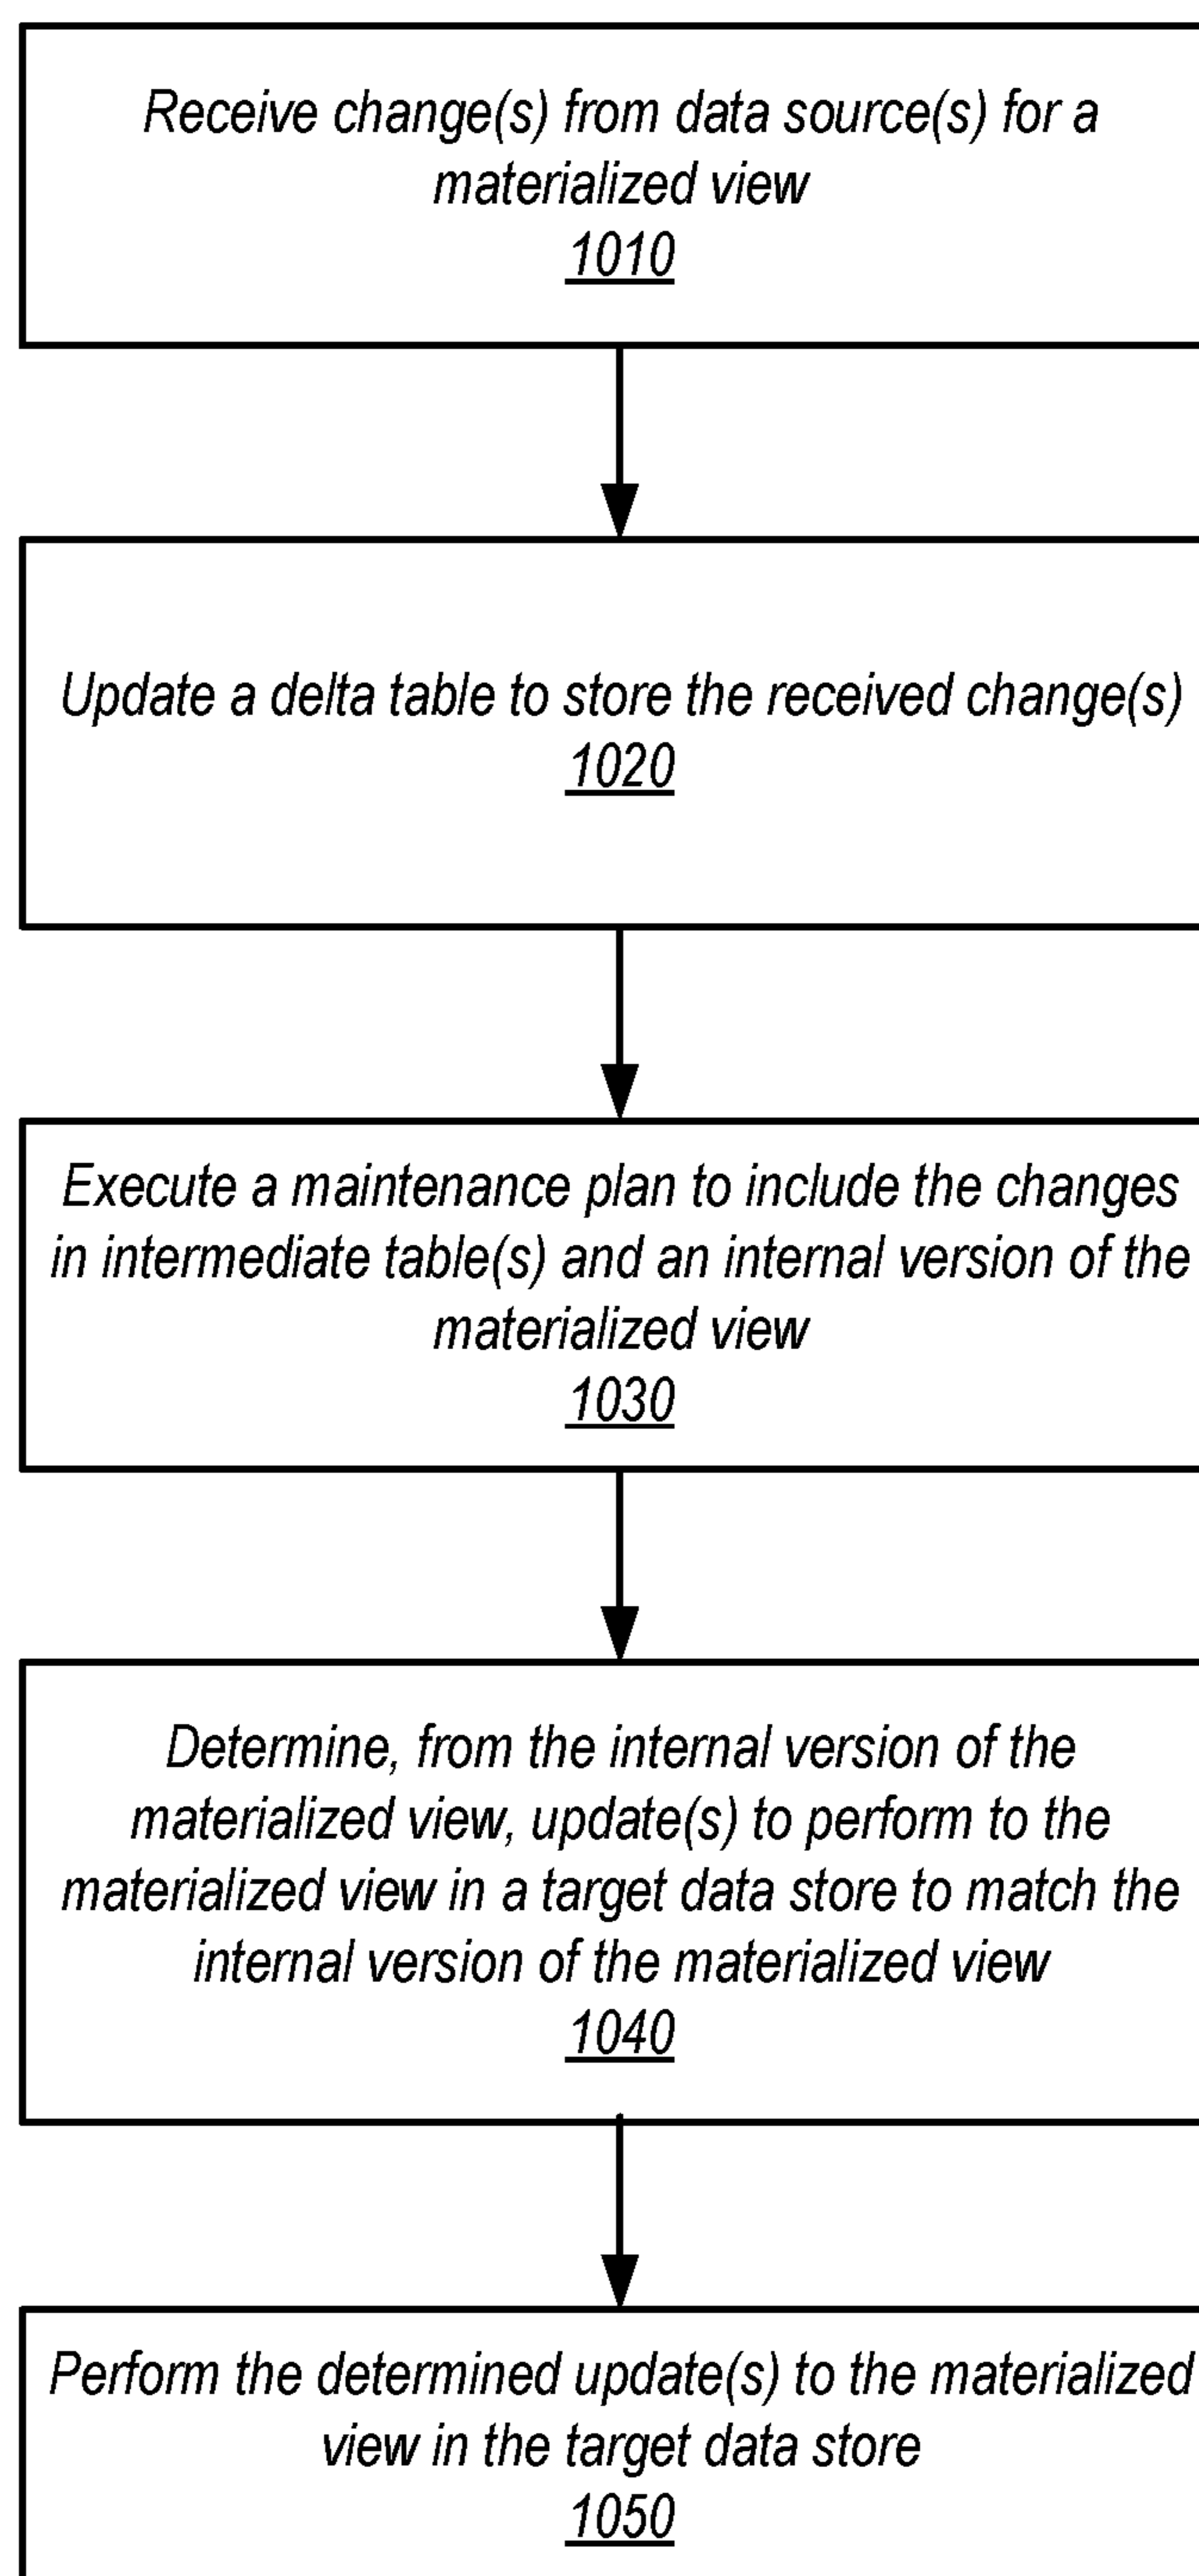 Receive change(s) from data source(s) for a
materialized view
1010
Update a delta table to store the received change(s)
1020
Execute a maintenance plan to include the changes
in intermediate table(s) and an internal version of the
materialized view
1030
Determine, from the internal version of the
materialized view, update(s) to perform to the
materialized view in a target data store to match the
internal version of the materialized view
1040
Perform the determined update(s) to the materialized
view in the target data store
1050